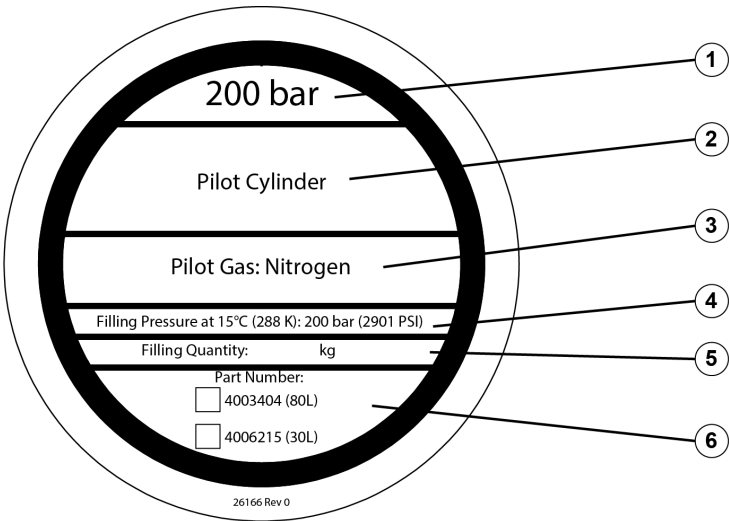 200 bar
1
Pilot Cylinder
2
Pilot Gas: Nitrogen
3
Filling Pressure at 15°C (288 K): 200 bar (2901 PSI)
4
Filling Quantity: kg
5
Part Number:
4003404 (80L)
4006215 (30L)
6
26166 Rev 0